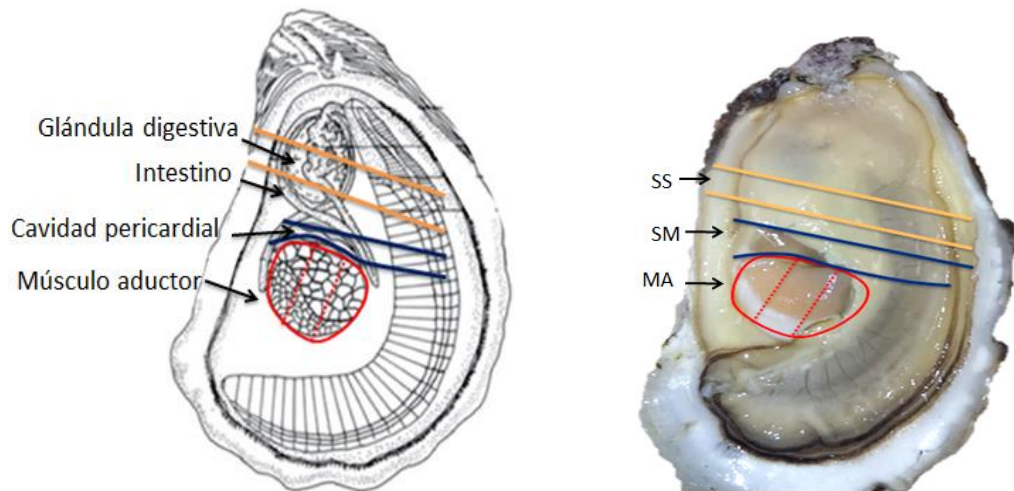 Glándula digestiva
Intestino
Cavidad pericardial
Músculo aductor
SS
SM
MA